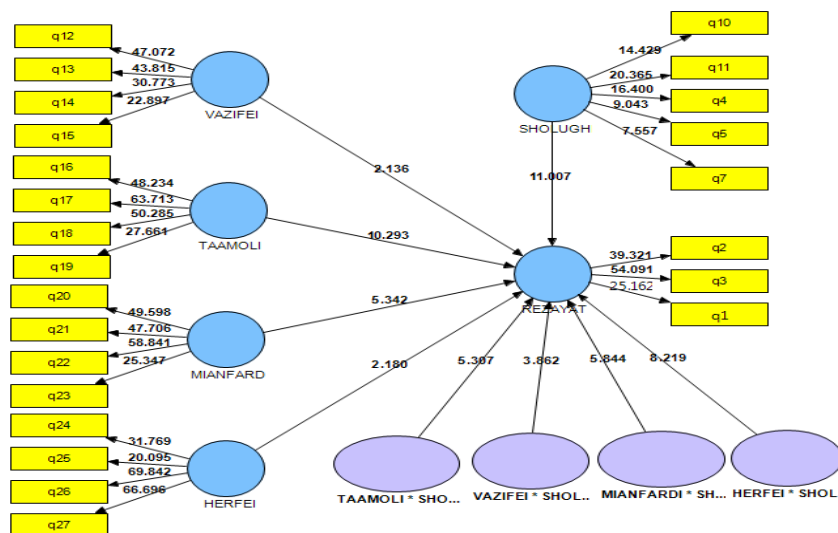 q12
47.072
q13
43.815
q14
30.773
q15
22.897
VAZIFEI
q16
48.234
q17
63.713
q18
50.285
q19
27.661
TAAMOLI
q20
49.598
q21
47.706
q22
58.841
q23
25.347
MIANFARD
q24
31.769
q25
20.095
q26
69.842
q27
66.696
HERFEI
q10
14.429
q11
20.365
q4
16.400
q5
9.043
q7
7.557
SHOLUGH
11.007
2.136
10.293
5.342
2.180
q2
39.321
q3
54.091
q1
25.162
REZAYAT
5.307
3.862
5.844
8.219
TAAMOLI * SHO...
VAZIFEI * SHOL..
MIANFARDI * SH...
HERFEI * SHOL